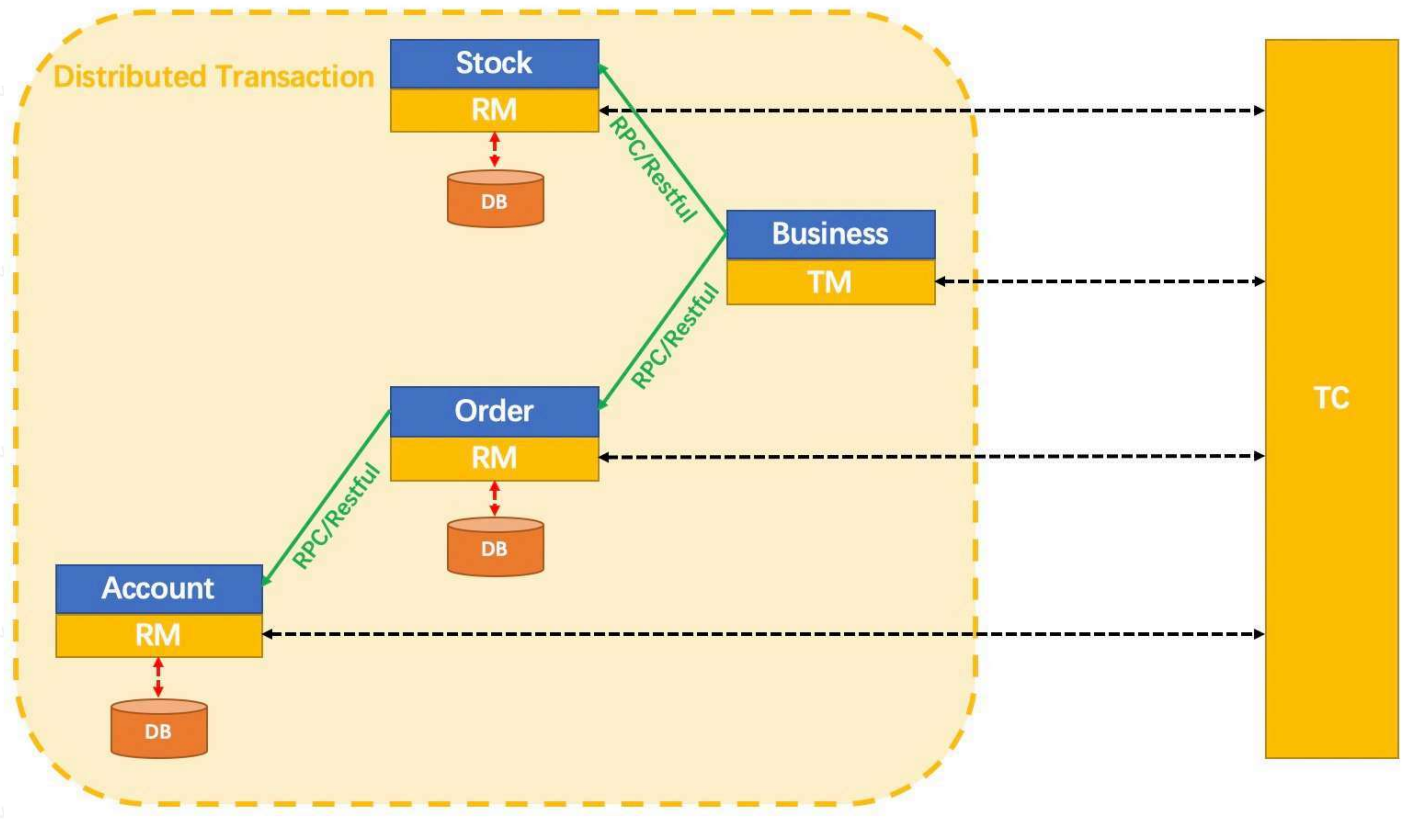 Distributed Transaction
Stock
RM
DB
RPC/Restful
Business
TM
RPC/Restful
Order
RM
DB
RPC/Restful
Account
RM
DB
TC